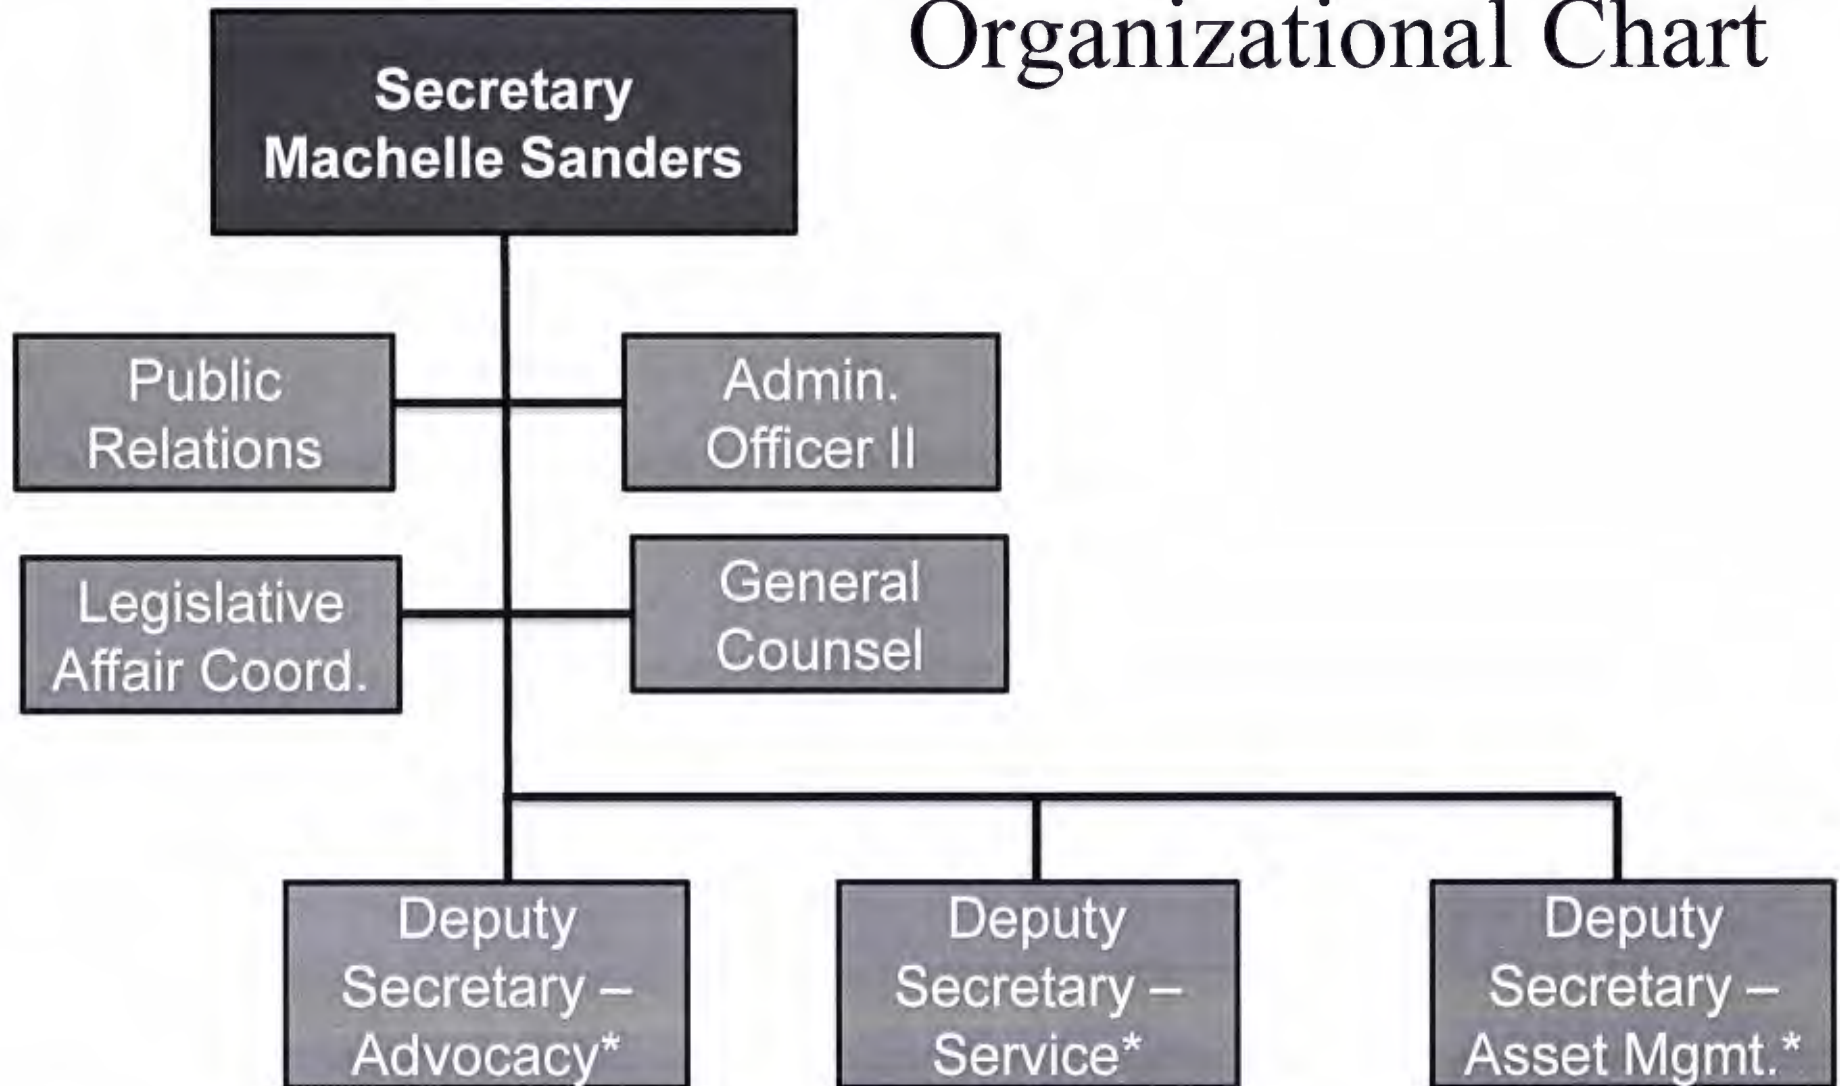 Organizational Chart
Secretary
Machelle Sanders
Public
Relations
Admin.
Officer II
Legislative
Affair Coord.
General
Counsel
Deputy
Secretary –
Advocacy*
Deputy
Secretary –
Service*
Deputy
Secretary –
Asset Mgmt.*